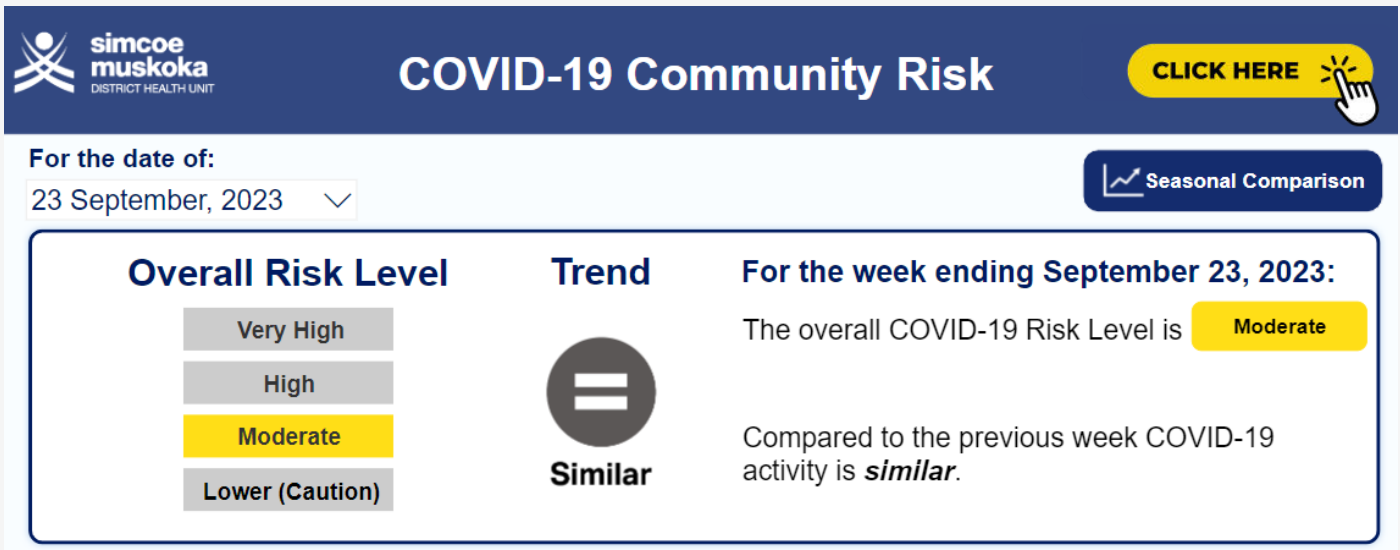 simcoe
muskoka
DISTRICT HEALTH UNIT
COVID-19 Community Risk
CLICK HERE
For the date of:
23 September, 2023
Seasonal Comparison
Overall Risk Level
Very High
High
Moderate
Lower (Caution)
Trend
Similar
For the week ending September 23, 2023:
The overall COVID-19 Risk Level is Moderate
Compared to the previous week COVID-19
activity is similar.